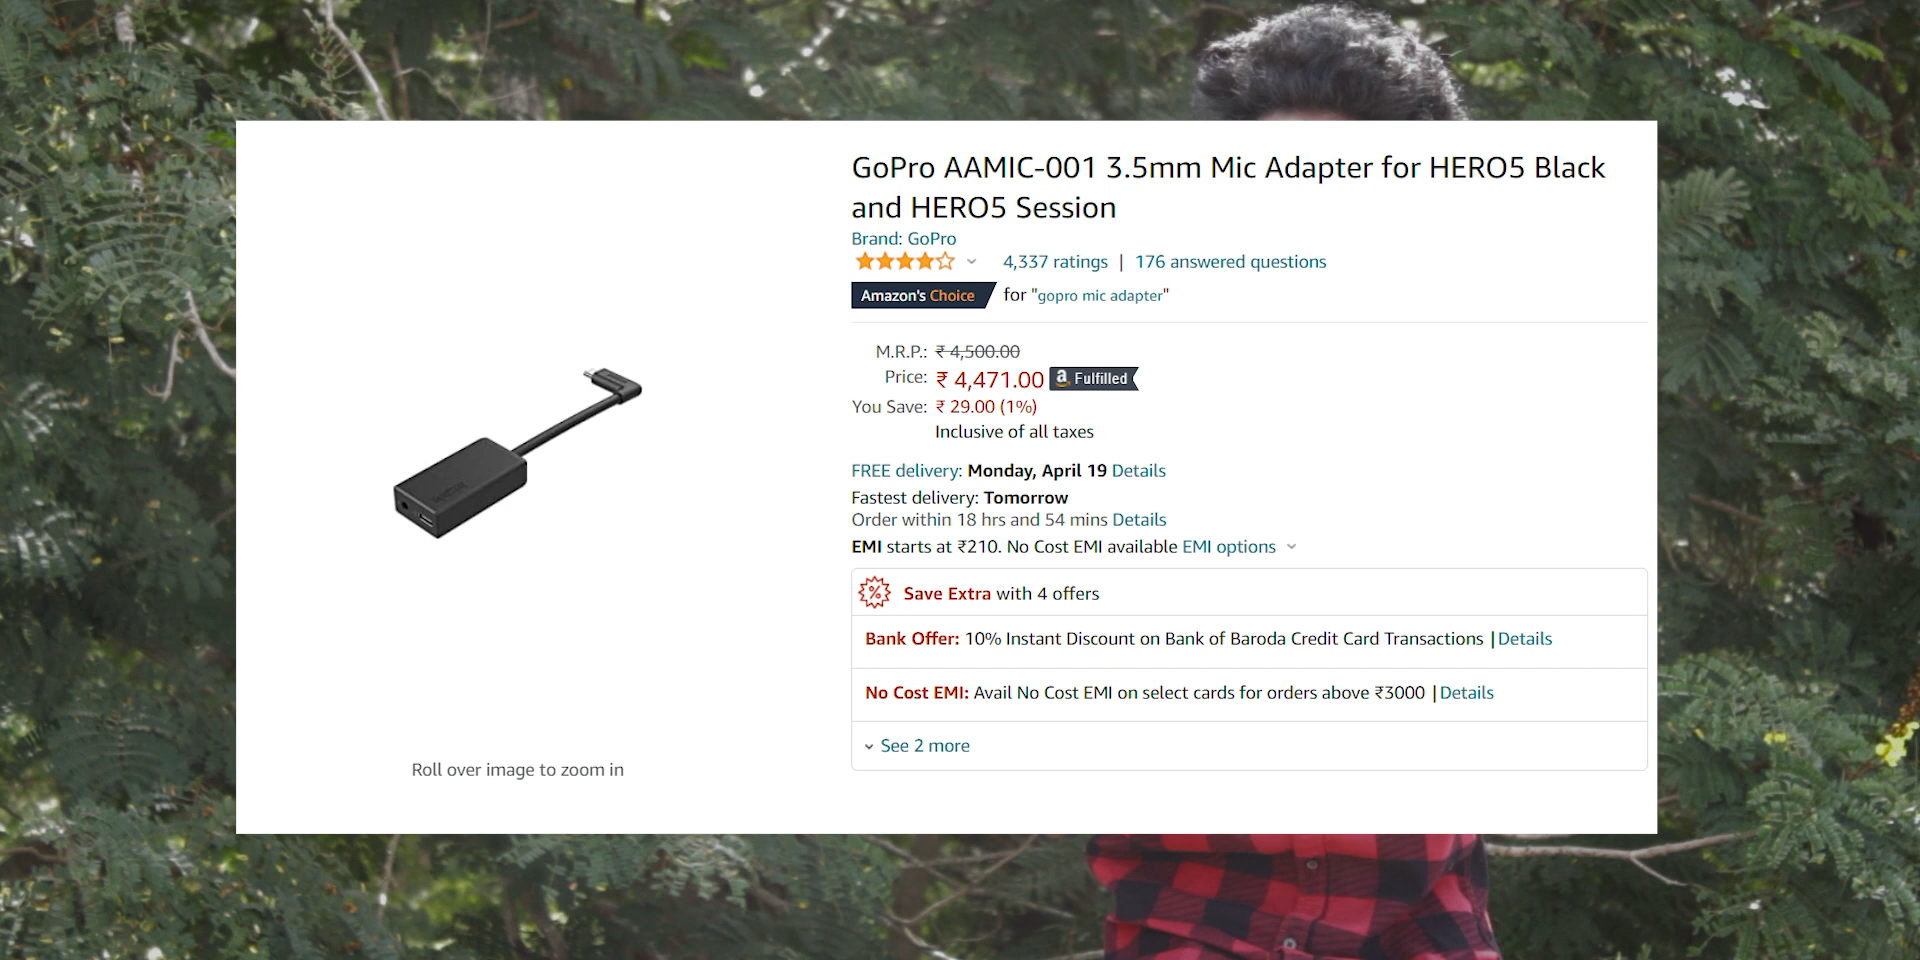 GoPro AAMIC-001 3.5mm Mic Adapter for HERO5 Black
and HERO5 Session
Brand: GoPro
4,337 ratings | 176 answered questions
Amazon's Choice for "gopro mic adapter"
M.R.P.: ₹ 4,500.00
Price: ₹ 4,471.00 a Fulfilled
You Save: ₹ 29.00 (1%)
Inclusive of all taxes
FREE delivery: Monday, April 19 Details
Fastest delivery: Tomorrow
Order within 18 hrs and 54 mins Details
EMI starts at ₹210. No Cost EMI available EMI options
% Save Extra with 4 offers
Bank Offer: 10% Instant Discount on Bank of Baroda Credit Card Transactions |Details
No Cost EMI: Avail No Cost EMI on select cards for orders above ₹3000 |Details
See 2 more
Roll over image to zoom in